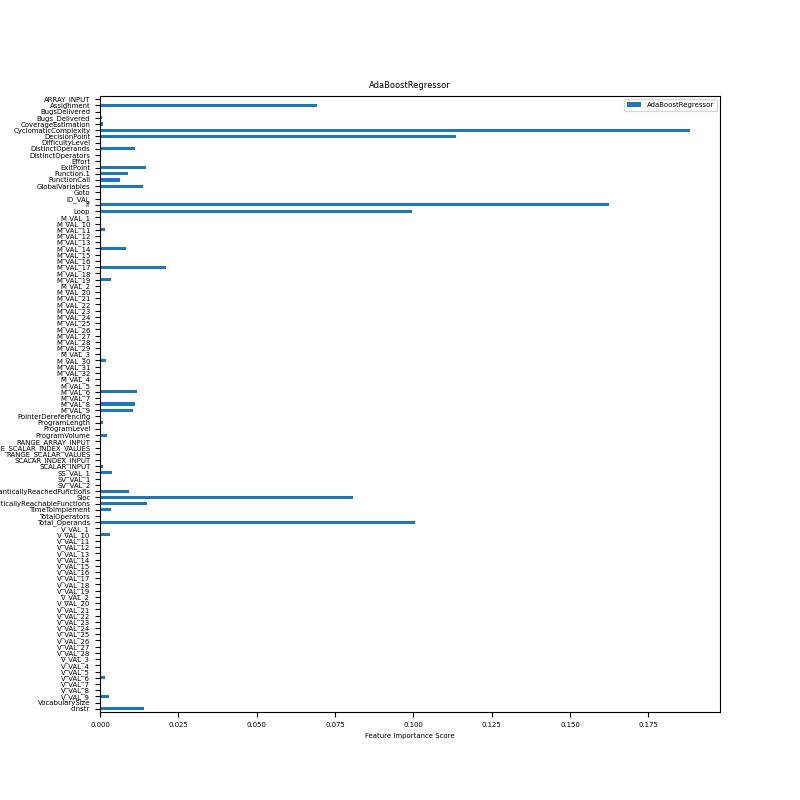 AdaBoostRegressor
AdaBoostRegressor
ARRAY_INPUT
Assignment
BugsDelivered
Bugs_Delivered
CoverageEstimation
CyclomaticComplexity
DecisionPoint
DifficultyLevel
DistinctOperands
DistinctOperators
Effort
ExitPoint
Function.1
FunctionCall
GlobalVariables
Goto
ID_VAL
If
Loop
M_VAL_1
M_VAL_10
M_VAL_11
M_VAL_12
M_VAL_13
M_VAL_14
M_VAL_15
M_VAL_16
M_VAL_17
M_VAL_18
M_VAL_19
M_VAL_2
M_VAL_20
M_VAL_21
M_VAL_22
M_VAL_23
M_VAL_24
M_VAL_25
M_VAL_26
M_VAL_27
M_VAL_28
M_VAL_29
M_VAL_3
M_VAL_30
M_VAL_31
M_VAL_32
M_VAL_4
M_VAL_5
M_VAL_6
M_VAL_7
M_VAL_8
M_VAL_9
PointerDereferencing
ProgramLength
ProgramLevel
ProgramVolume
RANGE_ARRAY_INPUT
E_SCALAR_INDEX_VALUES
RANGE_SCALAR_VALUES
SCALAR_INDEX_INPUT
SCALAR_INPUT
SS_VAL_1
SV_VAL_1
SV_VAL_2
anticallyReachedFunctions
Sloc
ticallyReachableFunctions
TimeToImplement
TotalOperators
Total_Operands
V_VAL_1
V_VAL_10
V_VAL_11
V_VAL_12
V_VAL_13
V_VAL_14
V_VAL_15
V_VAL_16
V_VAL_17
V_VAL_18
V_VAL_19
V_VAL_2
V_VAL_20
V_VAL_21
V_VAL_22
V_VAL_23
V_VAL_24
V_VAL_25
V_VAL_26
V_VAL_27
V_VAL_28
V_VAL_3
V_VAL_4
V_VAL_5
V_VAL_6
V_VAL_7
V_VAL_8
V_VAL_9
VocabularySize
cInstr
0.000 0.025 0.050 0.075 0.100 0.125 0.150 0.175
Feature Importance Score